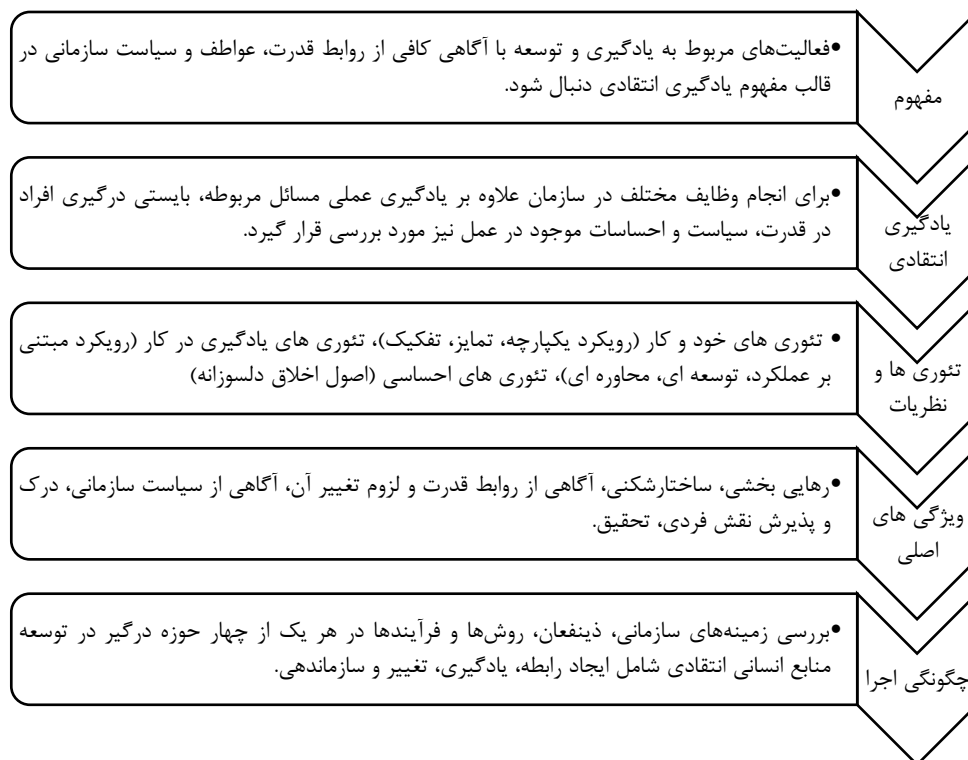 مفهوم
•فعالیت‌های مربوط به یادگیری و توسعه با آگاهی کافی از روابط قدرت، عواطف و سیاست سازمانی در
قالب مفهوم یادگیری انتقادی دنبال شود.
یادگیری
انتقادی
•برای انجام وظایف مختلف در سازمان علاوه بر یادگیری عملی مسائل مربوطه، بایستی درگیری افراد
در قدرت، سیاست و احساسات موجود در عمل نیز مورد بررسی قرار گیرد.
تئوری ها و
نظریات
• تئوری های خود و کار (رویکرد یکپارچه، تمایز، تفکیک)، تئوری های یادگیری در کار (رویکرد مبتنی
بر عملکرد، توسعه ای، محاوره ای)، تئوری های احساسی (اصول اخلاق دلسوزانه)
ویژگی های
اصلی
•رهایی بخشی، ساختارشکنی، آگاهی از روابط قدرت و لزوم تغییر آن، آگاهی از سیاست سازمانی، درک
و پذیرش نقش فردی، تحقیق.
چگونگی اجرا
•بررسی زمینه‌های سازمانی، ذینفعان، روش‌ها و فرآیندها در هر یک از چهار حوزه درگیر در توسعه
منابع انسانی انتقادی شامل ایجاد رابطه، یادگیری، تغییر و سازماندهی.